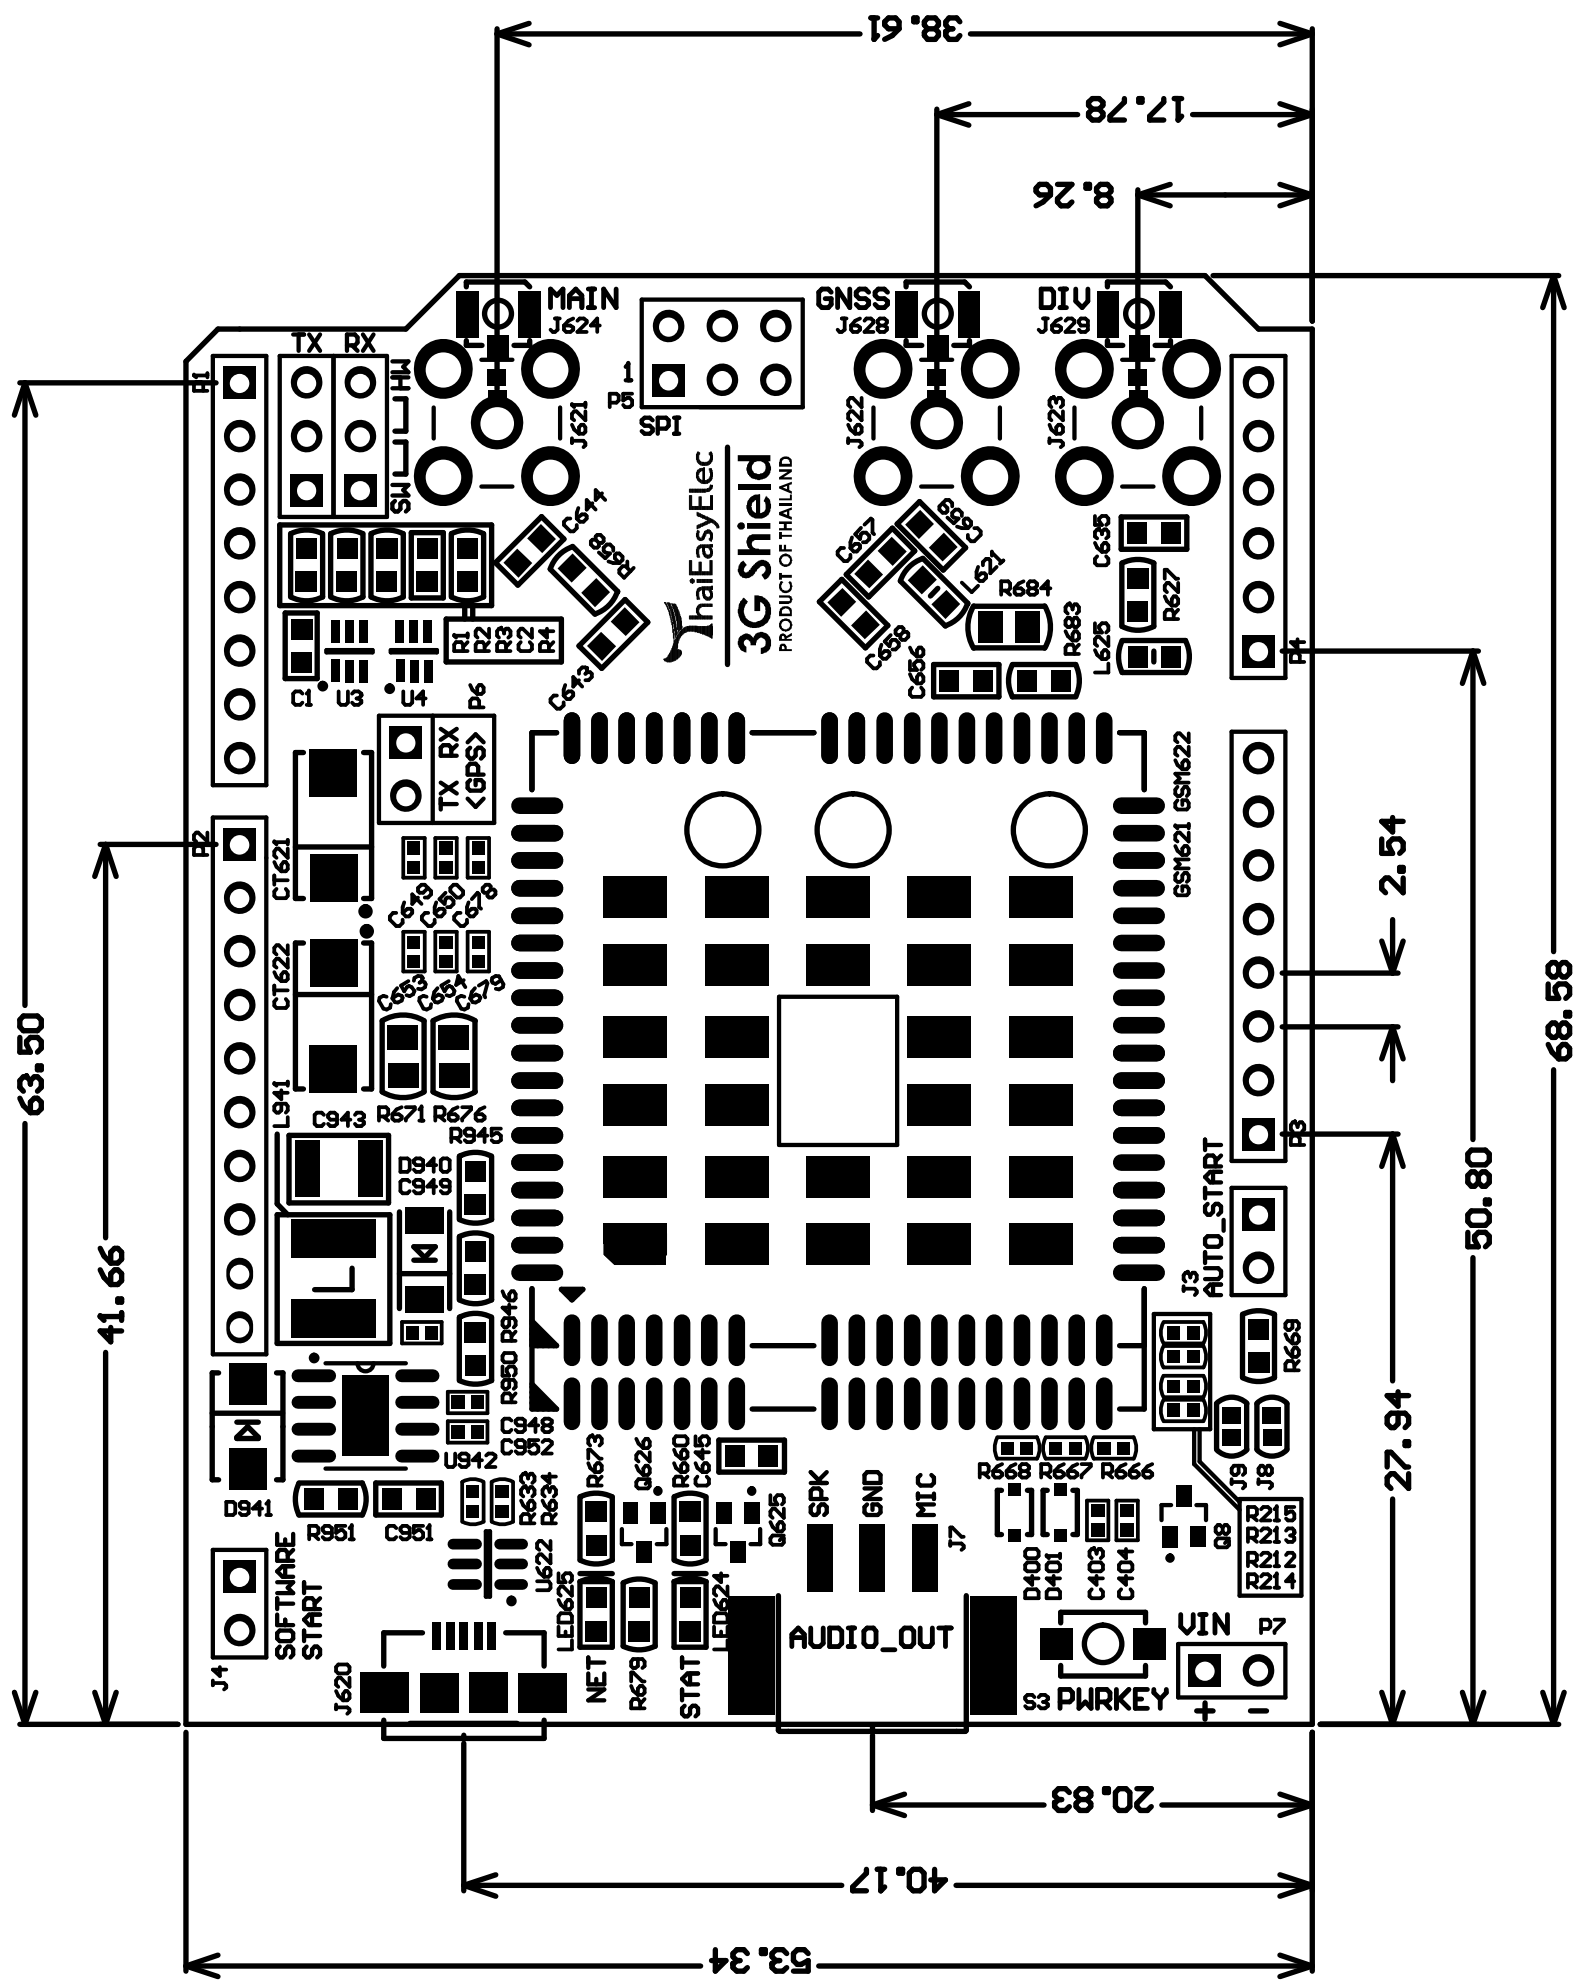 38.61
17.78
8.26
MAIN
J624
GNSS
J628
DIV
J629
TX RX
P1
HW
SW
1
P5
SPI
J621
J622
J623
C644
R658
C643
haiEasyElec
3G Shield
PRODUCT OF THAILAND
C657
C659
L621
C658
R684
R683
C656
C635
R627
L625
P4
R1
R2
R3
C2
R4
C1
U3
U4
P6
TX RX
<GPS>
P2
CT621
C649
C650
C678
CT622
C653
C654
C679
GSM621 GSM622
2.54
63.50
68.58
L941
C943
R671
R676
R945
D940
C949
P3
50.80
41.66
AUTO_START
J3
R946
R950
R669
C948
C952
U942
D941
R951
C951
R633
R634
R673
Q626
R660
C645
Q625
SPK
GND
MIC
J7
R668
R667
R666
J9
J8
27.94
D400
D401
C403
C404
Q8
R215
R213
R212
R214
SOFTWARE
START
J4
U622
LED625
LED624
J620
NET
R679
STAT
AUDIO_OUT
S3
PWRKEY
VIN
P7
+ -
20.83
40.17
53.34